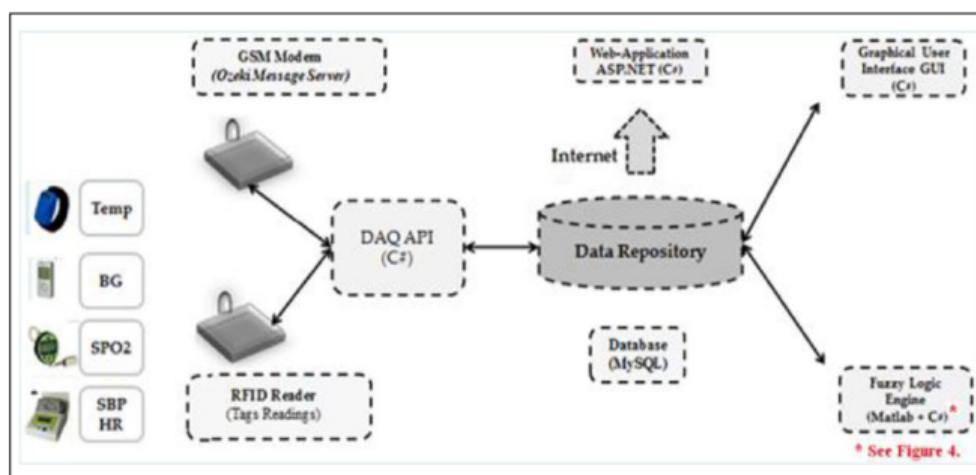 GSM Modem
(Ozeki Message Server)
Web-Application
ASP.NET (C#)
Graphical User
Interface GUI
(C#)
Internet
Temp
BG
SPO2
SBP
HR
DAQ API
(C#)
Data Repository
Database
(MySQL)
RFID Reader
(Tags Readings)
Fuzzy Logic
Engine
(Matlab + C#) *
* See Figure 4.